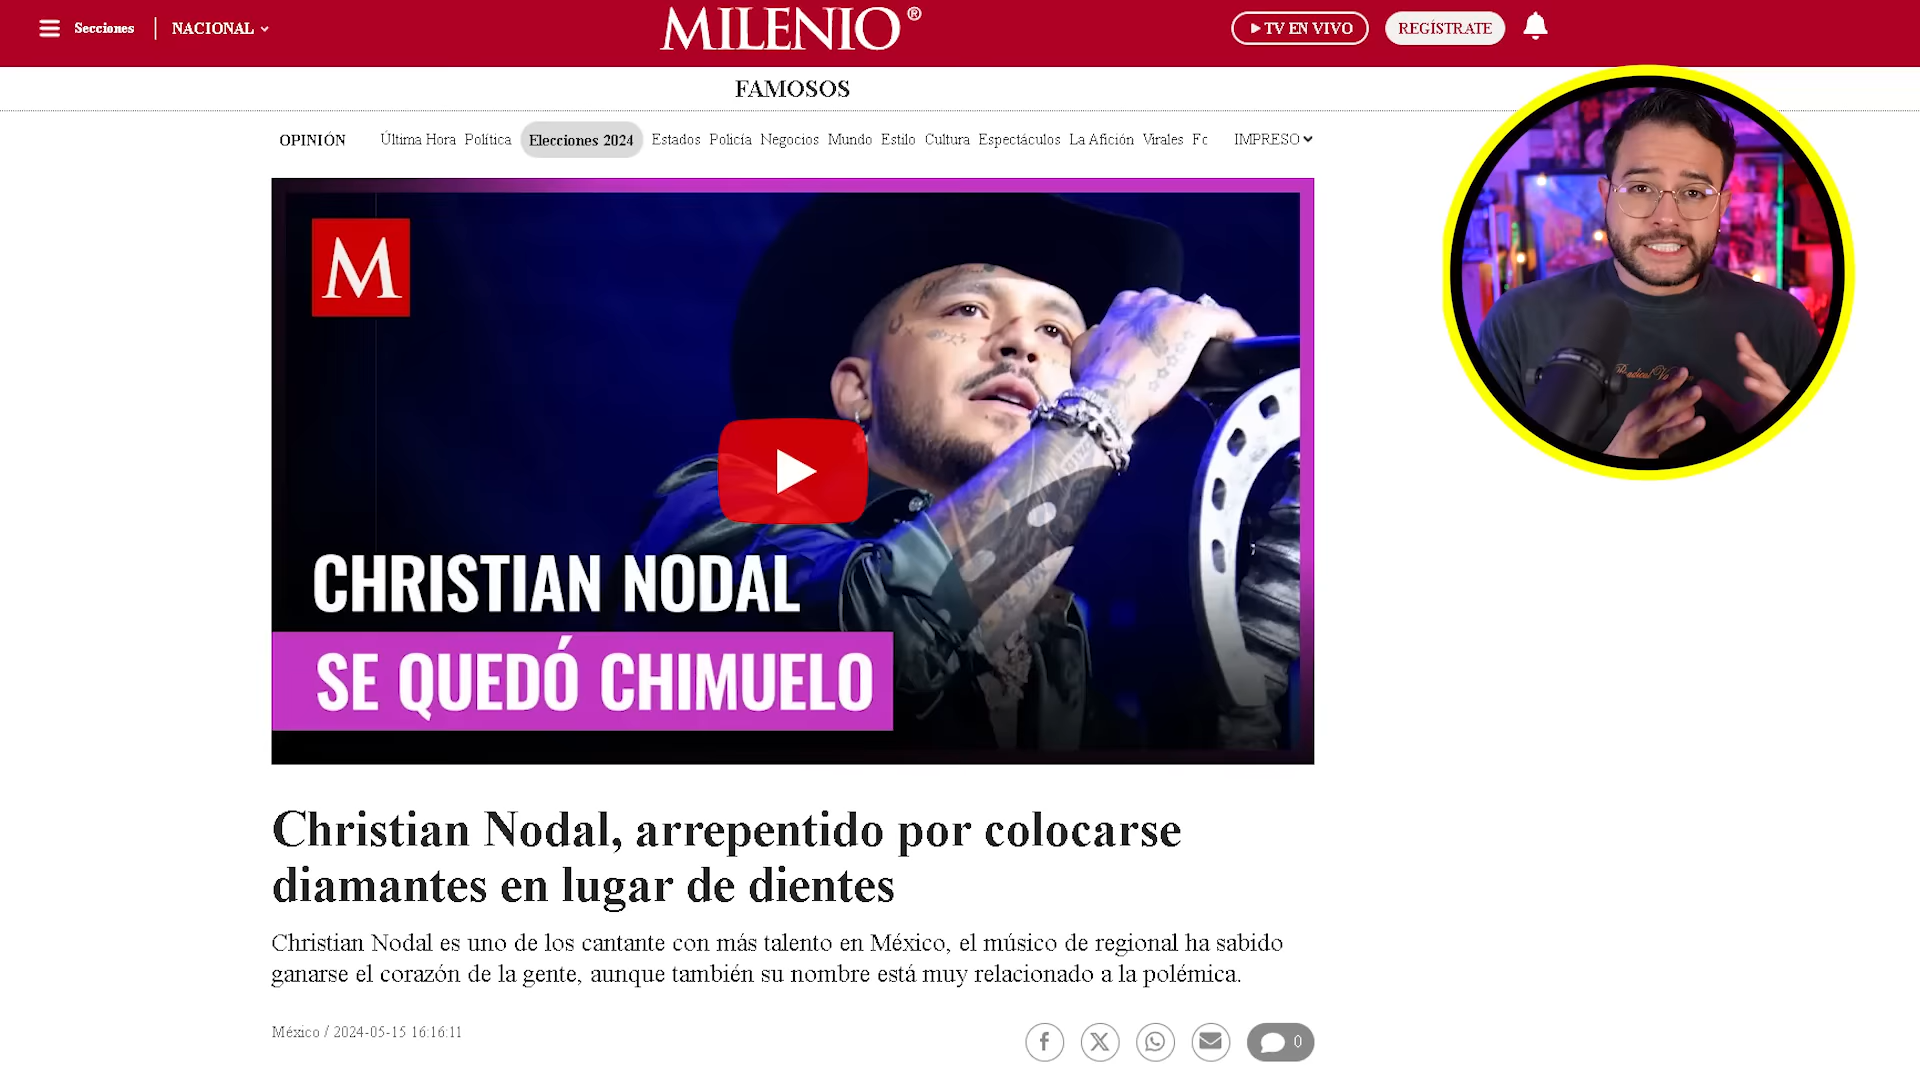 Secciones
NACIONAL
MILENIO®
TV EN VIVO
REGÍSTRATE
FAMOSOS
OPINIÓN
Última Hora Política Elecciones 2024 Estados Policía Negocios Mundo Estilo Cultura Espectáculos La Afición Virales Fo
IMPRESO
M
CHRISTIAN NODAL
SE QUEDÓ CHIMUELO
Christian Nodal, arrepentido por colocarse
diamantes en lugar de dientes
Christian Nodal es uno de los cantante con más talento en México, el músico de regional ha sabido
ganarse el corazón de la gente, aunque también su nombre está muy relacionado a la polémica.
México / 2024-05-15 16:16:11
0